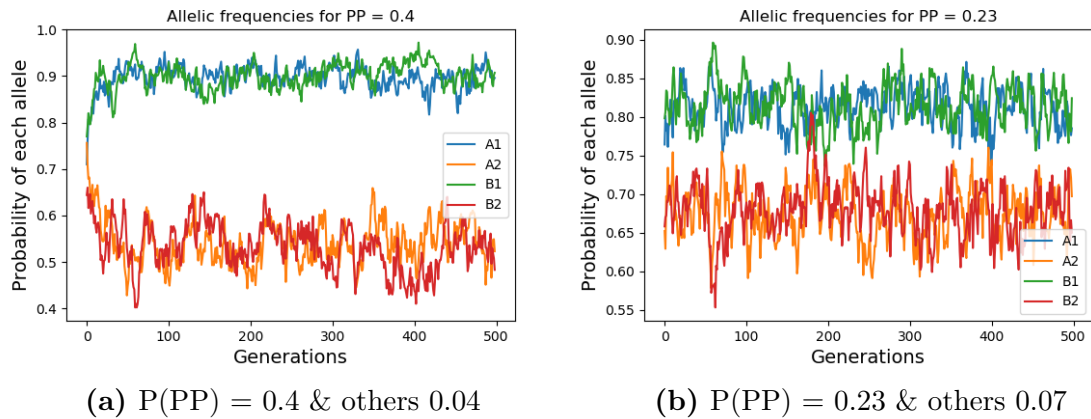 Allelic frequencies for PP = 0.4
Probability of each allele
1.0
0.9
0.8
0.7
0.6
0.5
0.4
A1
A2
B1
B2
0 100 200 300 400 500
Generations
(a) P(PP) = 0.4 & others 0.04
Allelic frequencies for PP = 0.23
Probability of each allele
0.90
0.85
0.80
0.75
0.70
0.65
0.60
0.55
A1
A2
B1
B2
0 100 200 300 400 500
Generations
(b) P(PP) = 0.23 & others 0.07